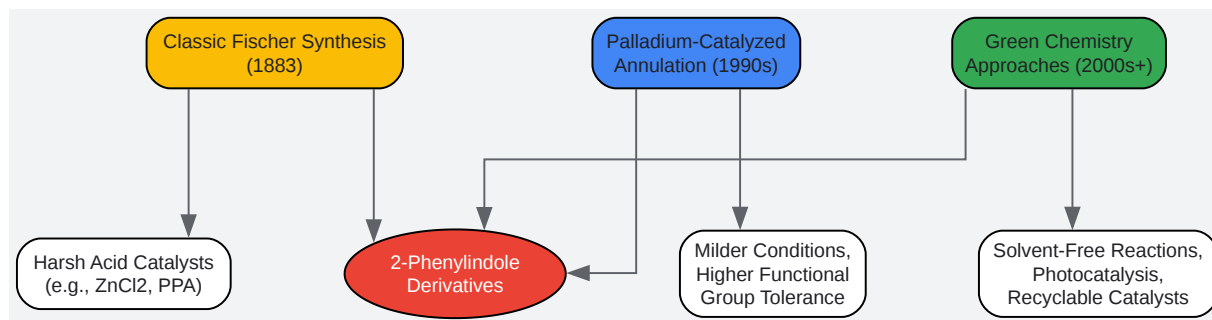 Classic Fischer Synthesis
(1883)
Palladium-Catalyzed
Annulation (1990s)
Green Chemistry
Approaches (2000s+)
Harsh Acid Catalysts
(e.g., ZnCl2, PPA)
2-Phenylindole
Derivatives
Milder Conditions,
Higher Functional
Group Tolerance
Solvent-Free Reactions,
Photocatalysis,
Recyclable Catalysts